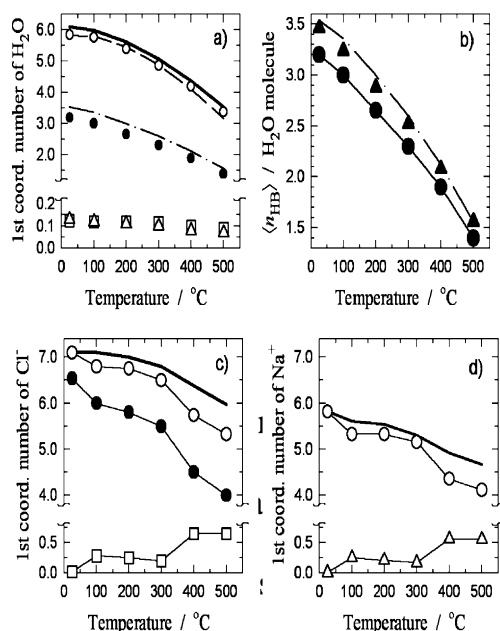 1st coord. number of H₂O
6.0
5.0
4.0
3.0
2.0
0.2
0.1
0.0
a)
0 100 200 300 400 500
Temperature / °C
⟨n_HB⟩ / H₂O molecule
3.5
3.0
2.5
2.0
1.5
b)
0 100 200 300 400 500
Temperature / °C
1st coord. number of Cl⁻
7.0
6.0
5.0
4.0
0.5
0.0
c)
0 100 200 300 400 500
Temperature / °C
1st coord. number of Na⁺
7.0
6.0
5.0
4.0
0.5
0.0
d)
0 100 200 300 400 500
Temperature / °C